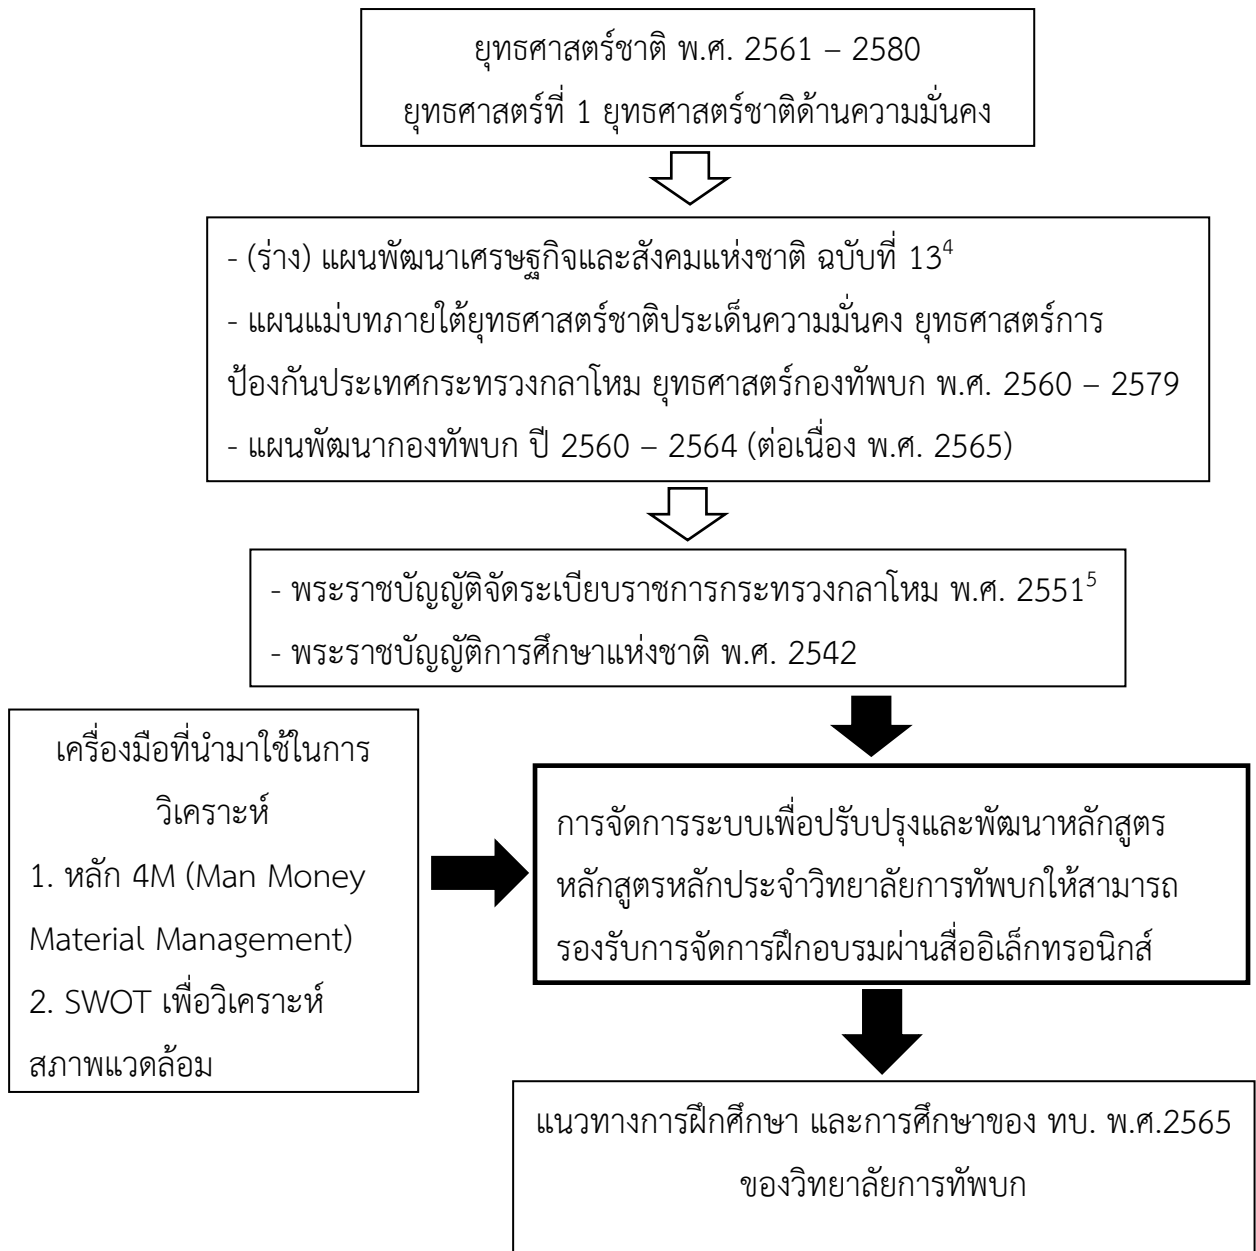 ยุทธศาสตร์ชาติ พ.ศ. 2561 – 2580
ยุทธศาสตร์ที่ 1 ยุทธศาสตร์ชาติด้านความมั่นคง
- (ร่าง) แผนพัฒนาเศรษฐกิจและสังคมแห่งชาติ ฉบับที่ 13⁴
- แผนแม่บทภายใต้ยุทธศาสตร์ชาติประเด็นความมั่นคง ยุทธศาสตร์การ
ป้องกันประเทศกระทรวงกลาโหม ยุทธศาสตร์กองทัพบก พ.ศ. 2560 – 2579
- แผนพัฒนากองทัพบก ปี 2560 – 2564 (ต่อเนื่อง พ.ศ. 2565)
- พระราชบัญญัติจัดระเบียบราชการกระทรวงกลาโหม พ.ศ. 2551⁵
- พระราชบัญญัติการศึกษาแห่งชาติ พ.ศ. 2542
เครื่องมือที่นำมาใช้ในการ
วิเคราะห์
1. หลัก 4M (Man Money
Material Management)
2. SWOT เพื่อวิเคราะห์
สภาพแวดล้อม
การจัดการระบบเพื่อปรับปรุงและพัฒนาหลักสูตร
หลักสูตรหลักประจำวิทยาลัยการทัพบกให้สามารถ
รองรับการจัดการฝึกอบรมผ่านสื่ออิเล็กทรอนิกส์
แนวทางการฝึกศึกษา และการศึกษาของ ทบ. พ.ศ.2565
ของวิทยาลัยการทัพบก